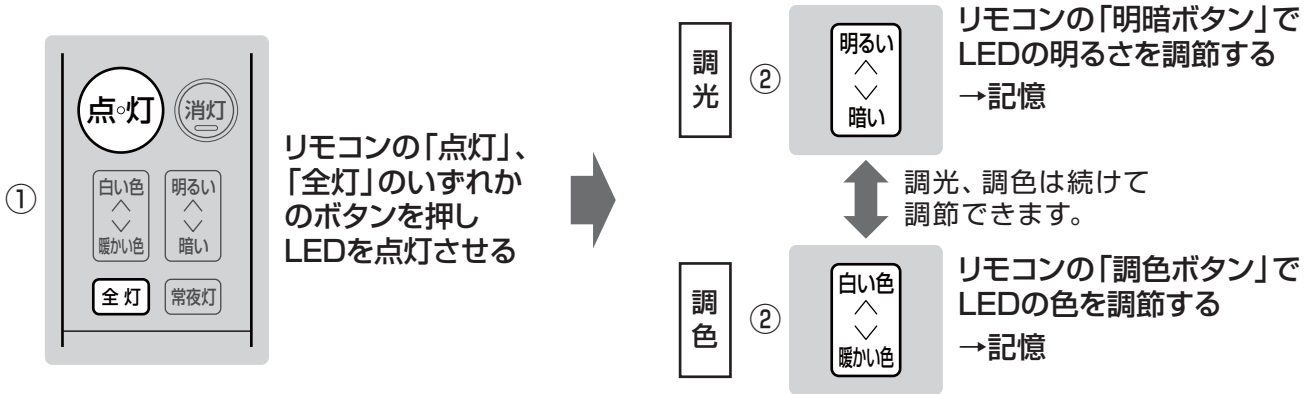 ①
点灯
消灯
白い色
暖かい色
明るい
暗い
全灯
常夜灯
リモコンの「点灯」、
「全灯」のいずれか
のボタンを押し
LEDを点灯させる
調光
②
明るい
暗い
リモコンの「明暗ボタン」で
LEDの明るさを調節する
→記憶
調光、調色は続けて
調節できます。
調色
②
白い色
暖かい色
リモコンの「調色ボタン」で
LEDの色を調節する
→記憶